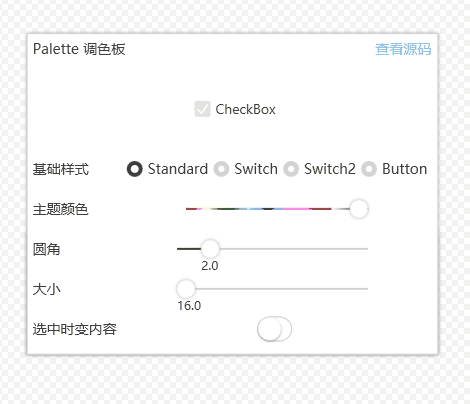 Palette 调色板 查看源码
CheckBox
基础样式 Standard Switch Switch2 Button
主题颜色
圆角
2.0
大小
16.0
选中时变内容